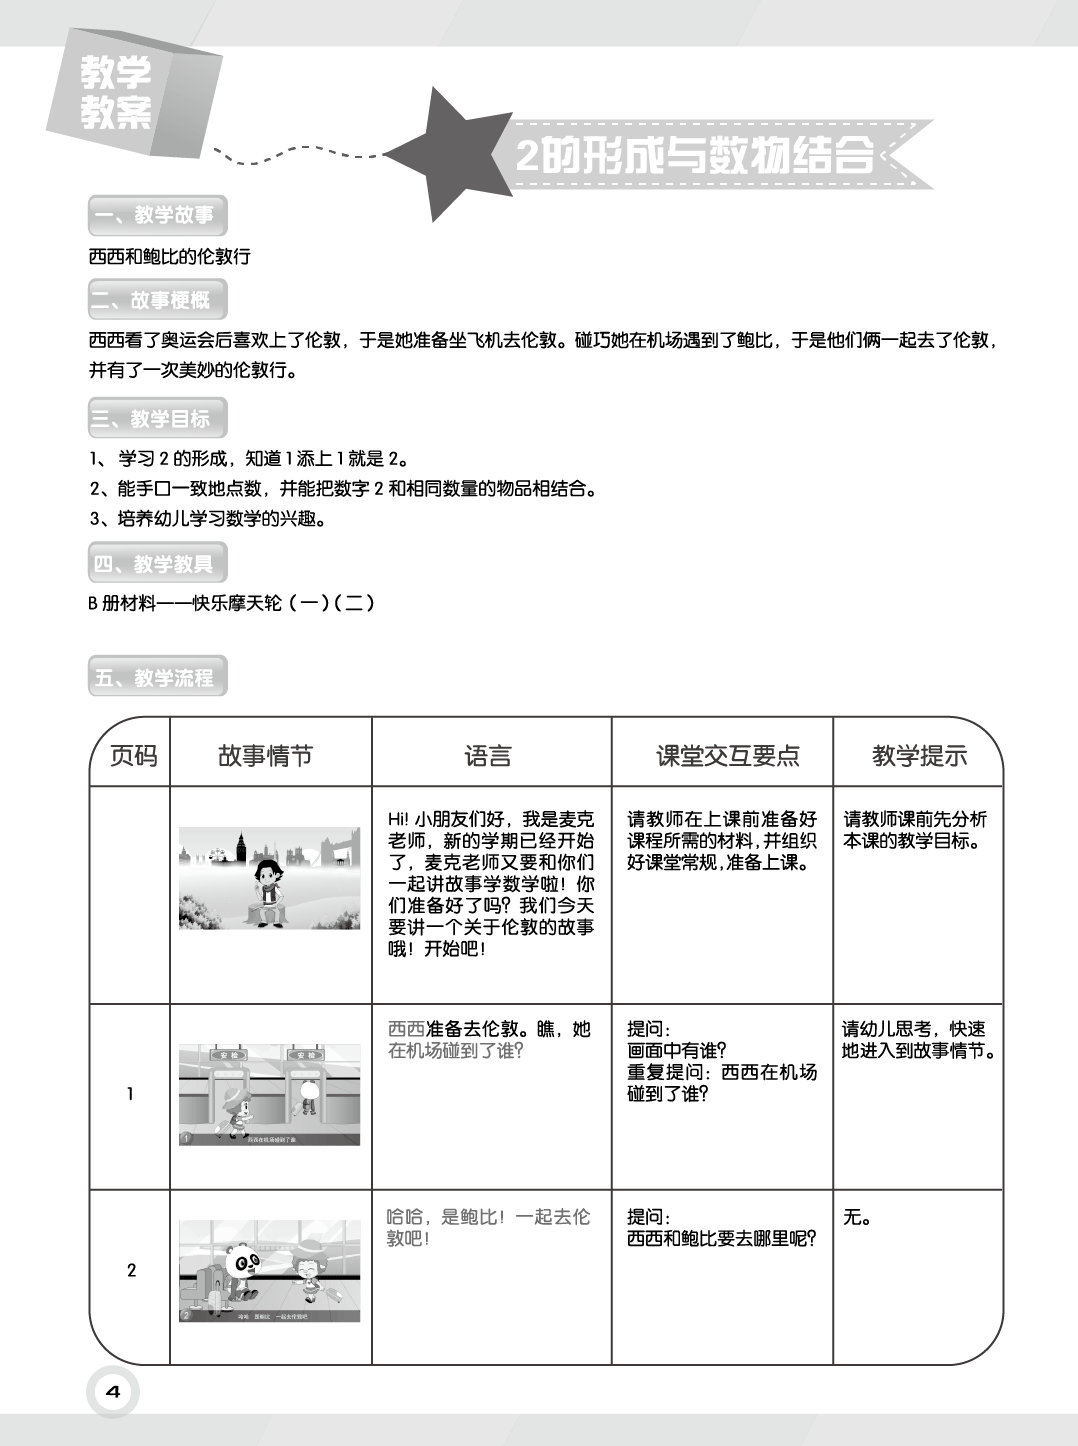 教学
教案
2的形成与数物结合
一、教学故事
西西和鲍比的伦敦行
二、故事梗概
西西看了奥运会后喜欢上了伦敦，于是她准备坐飞机去伦敦。碰巧她在机场遇到了鲍比，于是他们俩一起去了伦敦，
并有了一次美妙的伦敦行。
三、教学目标
1、 学习 2 的形成，知道 1 添上 1 就是 2。
2、能手口一致地点数，并能把数字 2 和相同数量的物品相结合。
3、培养幼儿学习数学的兴趣。
四、教学教具
B 册材料——快乐摩天轮（一）（二）
五、教学流程
页码 故事情节 语言 课堂交互要点 教学提示
Hi! 小朋友们好，我是麦克
老师，新的学期已经开始
了，麦克老师又要和你们
一起讲故事学数学啦！你
们准备好了吗？我们今天
要讲一个关于伦敦的故事
哦！开始吧！
请教师在上课前准备好
课程所需的材料,并组织
好课堂常规,准备上课。
请教师课前先分析
本课的教学目标。
1
安 检
安 检
1
西西在机场碰到了谁
西西准备去伦敦。瞧，她
在机场碰到了谁？
提问：
画面中有谁？
重复提问：西西在机场
碰到了谁？
请幼儿思考，快速
地进入到故事情节。
2
2
哈哈 是鲍比 一起去伦敦吧
哈哈，是鲍比！一起去伦
敦吧！
提问：
西西和鲍比要去哪里呢？
无。
4